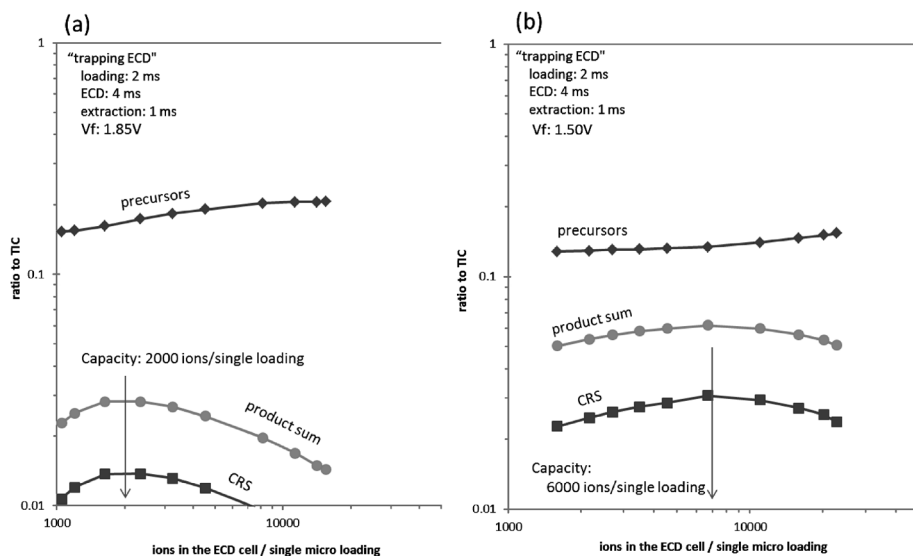 (a)
1
"trapping ECD"
loading: 2 ms
ECD: 4 ms
extraction: 1 ms
Vf: 1.85V
precursors
ratio to TIC
0.1
Capacity: 2000 ions/single loading
product sum
CRS
0.01
1000
10000
ions in the ECD cell / single micro loading
(b)
1
"trapping ECD"
loading: 2 ms
ECD: 4 ms
extraction: 1 ms
Vf: 1.50V
precursors
ratio to TIC
0.1
product sum
CRS
Capacity:
6000 ions/single loading
0.01
1000
10000
ions in the ECD cell / single micro loading